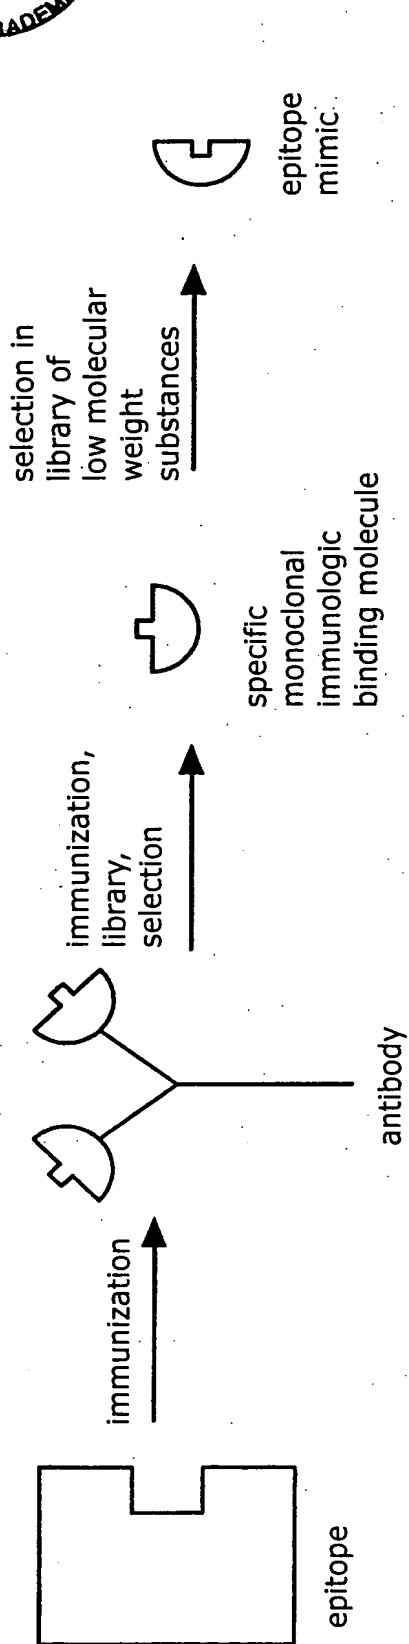 epitope
immunization
antibody
immunization,
library,
selection
specific
monoclonal
immunologic
binding molecule
selection in
library of
low molecular
weight
substances
epitope
mimic